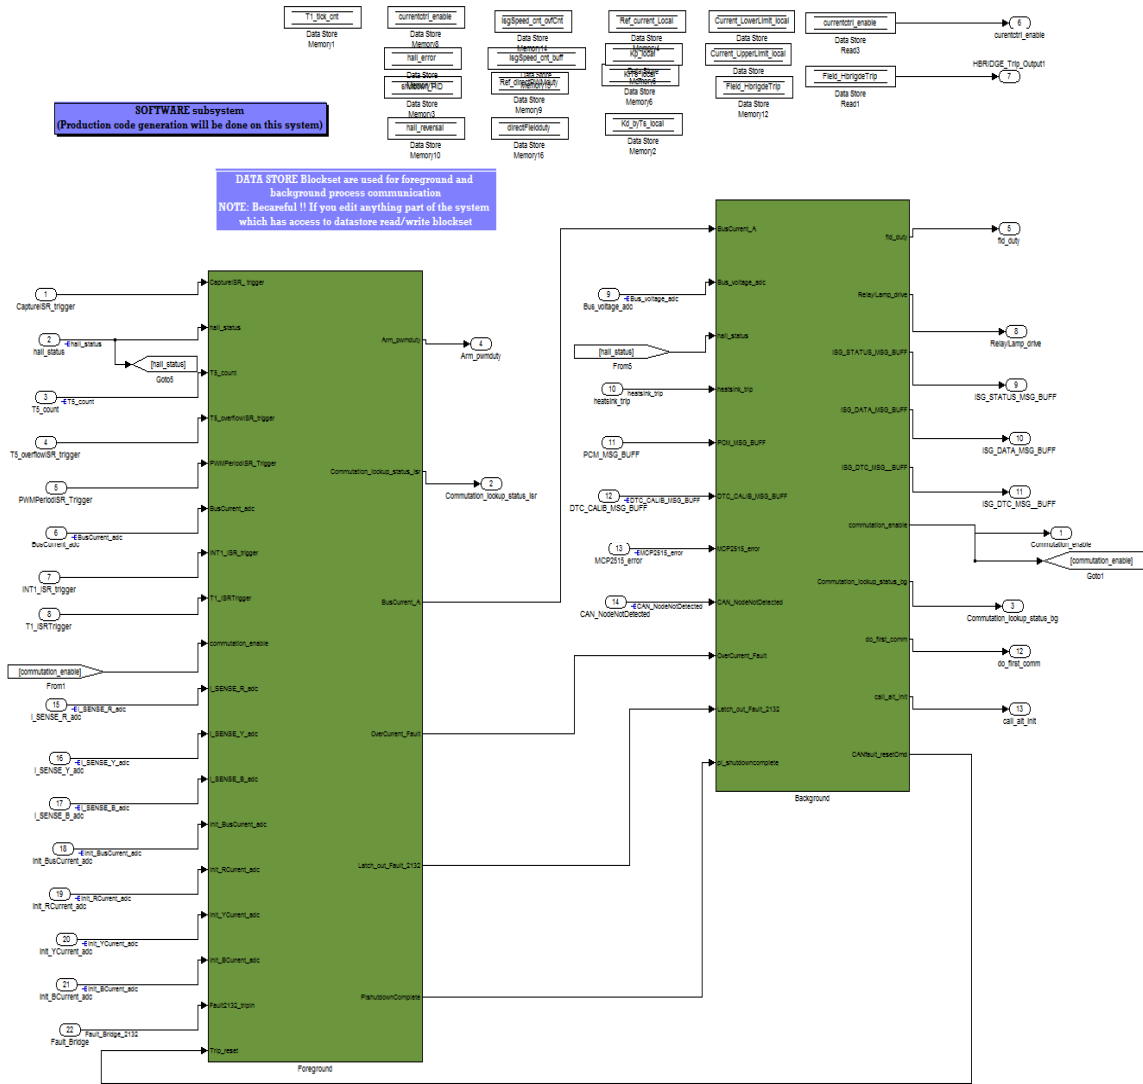 T1_tick_cnt
Data Store
Memory1
currentctrl_enable
Data Store
Memory8
IsgSpeed_cnt_ovfCnt
Data Store
Memory14
Ref_current_Local
Data Store
Current_LowerLimit_local
Data Store
currentctrl_enable
Data Store
Read3
6
curentctrl_enable
hall_error
Data Store
IsgSpeed_cnt_buff
Kp_local
Current_UpperLimit_local
Data Store
Field_HbrigdeTrip
Data Store
Read1
HBRIDGE_Trip_Output1
7
Data Store
Memory3
Ref_directPWMduty
Data Store
Memory9
Data Store
Memory6
Field_HbrigdeTrip
Data Store
Memory12
SOFTWARE subsystem
(Production code generation will be done on this system)
hall_reversal
Data Store
Memory10
directFieldduty
Data Store
Memory16
Kd_byTs_local
Data Store
Memory2
DATA STORE Blockset are used for foreground and
background process communication
NOTE: Becareful !! If you edit anything part of the system
which has access to datastore read/write blockset
1
CaptureISR_trigger
2
hall_status
hall_status
[hall_status]
Goto5
3
T5_count
T5_count
4
T5_overflowISR_trigger
5
PWMPeriodISR_Trigger
6
BusCurrent_adc
BusCurrent_adc
7
INT1_ISR_trigger
8
T1_ISRTrigger
[commutation_enable]
From1
15
I_SENSE_R_adc
I_SENSE_R_adc
16
I_SENSE_Y_adc
I_SENSE_Y_adc
17
I_SENSE_B_adc
I_SENSE_B_adc
18
Init_BusCurrent_adc
Init_BusCurrent_adc
19
Init_RCurrent_adc
Init_RCurrent_adc
20
Init_YCurrent_adc
Init_YCurrent_adc
21
Init_BCurrent_adc
Init_BCurrent_adc
22
Fault_Bridge_2132
Fault_Bridge
CaptureISR_ trigger
hall_status
T5_count
T5_overflowISR_trigger
PWMPeriodISR_Trigger
BusCurrent_adc
INT1_ISR_trigger
T1_ISRTrigger
commutation_enable
I_SENSE_R_adc
I_SENSE_Y_adc
I_SENSE_B_adc
Init_BusCurrent_adc
Init_RCurrent_adc
Init_YCurrent_adc
Init_BCurrent_adc
Fault2132_tripin
Trip_reset
Arm_pwmduty
Commutation_lookup_status_isr
BusCurrent_A
OverCurrent_Fault
Latch_out_Fault_2132
PIshutdownComplete
Foreground
4
Arm_pwmduty
2
Commutation_lookup_status_isr
9
Bus_voltage_adc
Bus_voltage_adc
[hall_status]
From5
10
heatsink_trip
heatsink_trip
11
PCM_MSG_BUFF
12
DTC_CALIB_MSG_BUFF
DTC_CALIB_MSG_BUFF
13
MCP2515_error
MCP2515_error
14
CAN_NodeNotDetected
CAN_NodeNotDetected
BusCurrent_A
Bus_voltage_adc
hall_status
heatsink_trip
PCM_MSG_BUFF
DTC_CALIB_MSG_BUFF
MCP2515_error
CAN_NodeNotDetected
OverCurrent_Fault
Latch_out_Fault_2132
pi_shutdowncomplete
fld_duty
RelayLamp_drive
ISG_STATUS_MSG_BUFF
ISG_DATA_MSG_BUFF
ISG_DTC_MSG__BUFF
commutation_enable
Commutation_lookup_status_bg
do_first_comm
call_alt_init
CANfault_resetCmd
Background
5
fld_duty
8
RelayLamp_drive
9
ISG_STATUS_MSG_BUFF
10
ISG_DATA_MSG_BUFF
11
ISG_DTC_MSG__BUFF
1
Commutation_enable
[commutation_enable]
Goto1
3
Commutation_lookup_status_bg
12
do_first_comm
13
call_alt_init